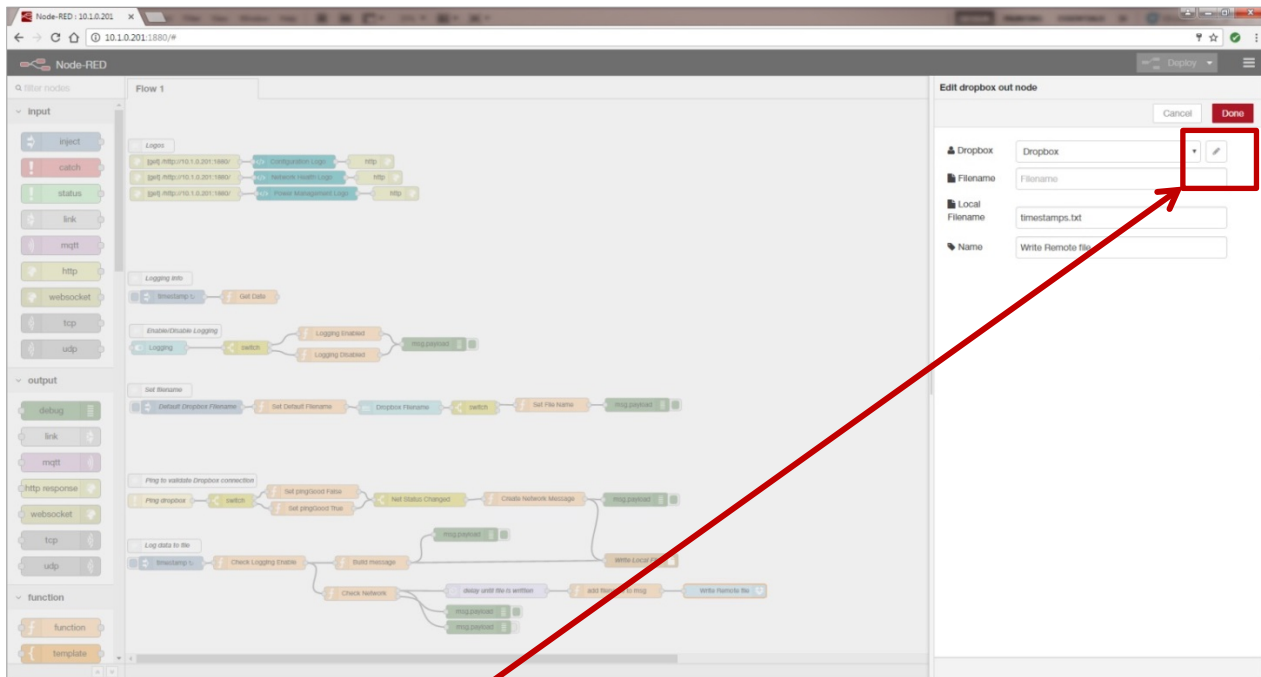 Node-RED : 10.1.0.201
10.1.0.201:1880/#
Node-RED
Deploy
filter nodes
Flow 1
Edit dropbox out node
Cancel
Done
input
inject
catch
status
link
mqtt
http
websocket
tcp
udp
output
debug
link
mqtt
http response
websocket
tcp
udp
function
function
template
Logos
[get] /http://10.1.0.201:1880/ Configuration Logo http
[get] /http://10.1.0.201:1880/ Network Health Logo http
[get] /http://10.1.0.201:1880/ Power Management Logo http
Logging Info
timestamp Get Date
Enable/Disable Logging
Logging Enabled
Logging switch msg.payload
Logging Disabled
Set filename
Default Dropbox Filename Set Default Filename Dropbox Filename switch Set File Name msg.payload
Ping to validate Dropbox connection
Set pingGood False
Ping dropbox switch Net Status Changed Create Network Message msg.payload
Set pingGood True
msg.payload
Log data to file
timestamp Check Logging Enable Build message Write Local
Check Network delay until file is written add to msg Write Remote file
msg.payload
msg.payload
Dropbox Dropbox
Filename Filename
Local
Filename timestamps.txt
Name Write Remote file